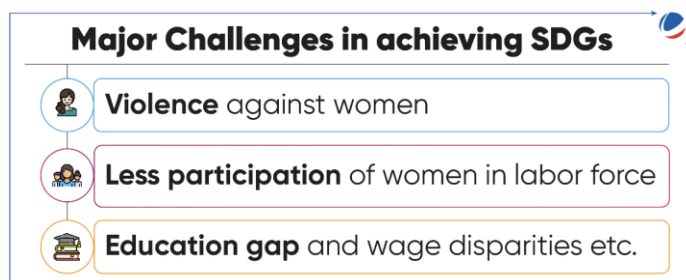 Major Challenges in achieving SDGs
Violence against women
Less participation of women in labor force
Education gap and wage disparities etc.